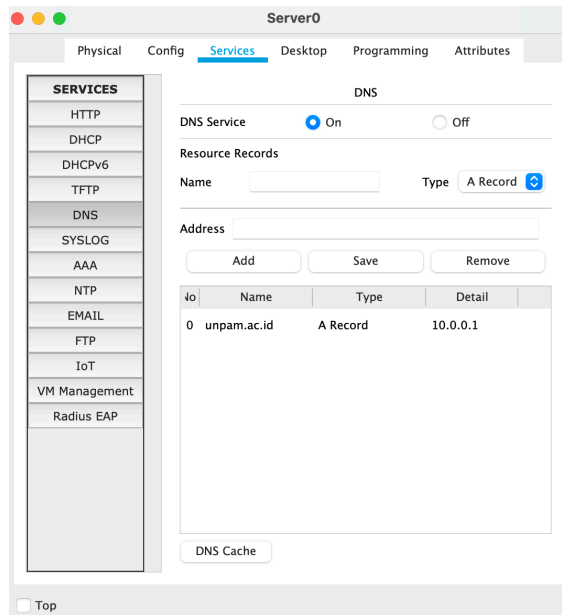 Server0
Physical Config Services Desktop Programming Attributes
SERVICES
HTTP
DHCP
DHCPv6
TFTP
DNS
SYSLOG
AAA
NTP
EMAIL
FTP
IoT
VM Management
Radius EAP
DNS
DNS Service On Off
Resource Records
Name Type A Record
Address
Add Save Remove
No Name Type Detail
0 unpam.ac.id A Record 10.0.0.1
DNS Cache
Top